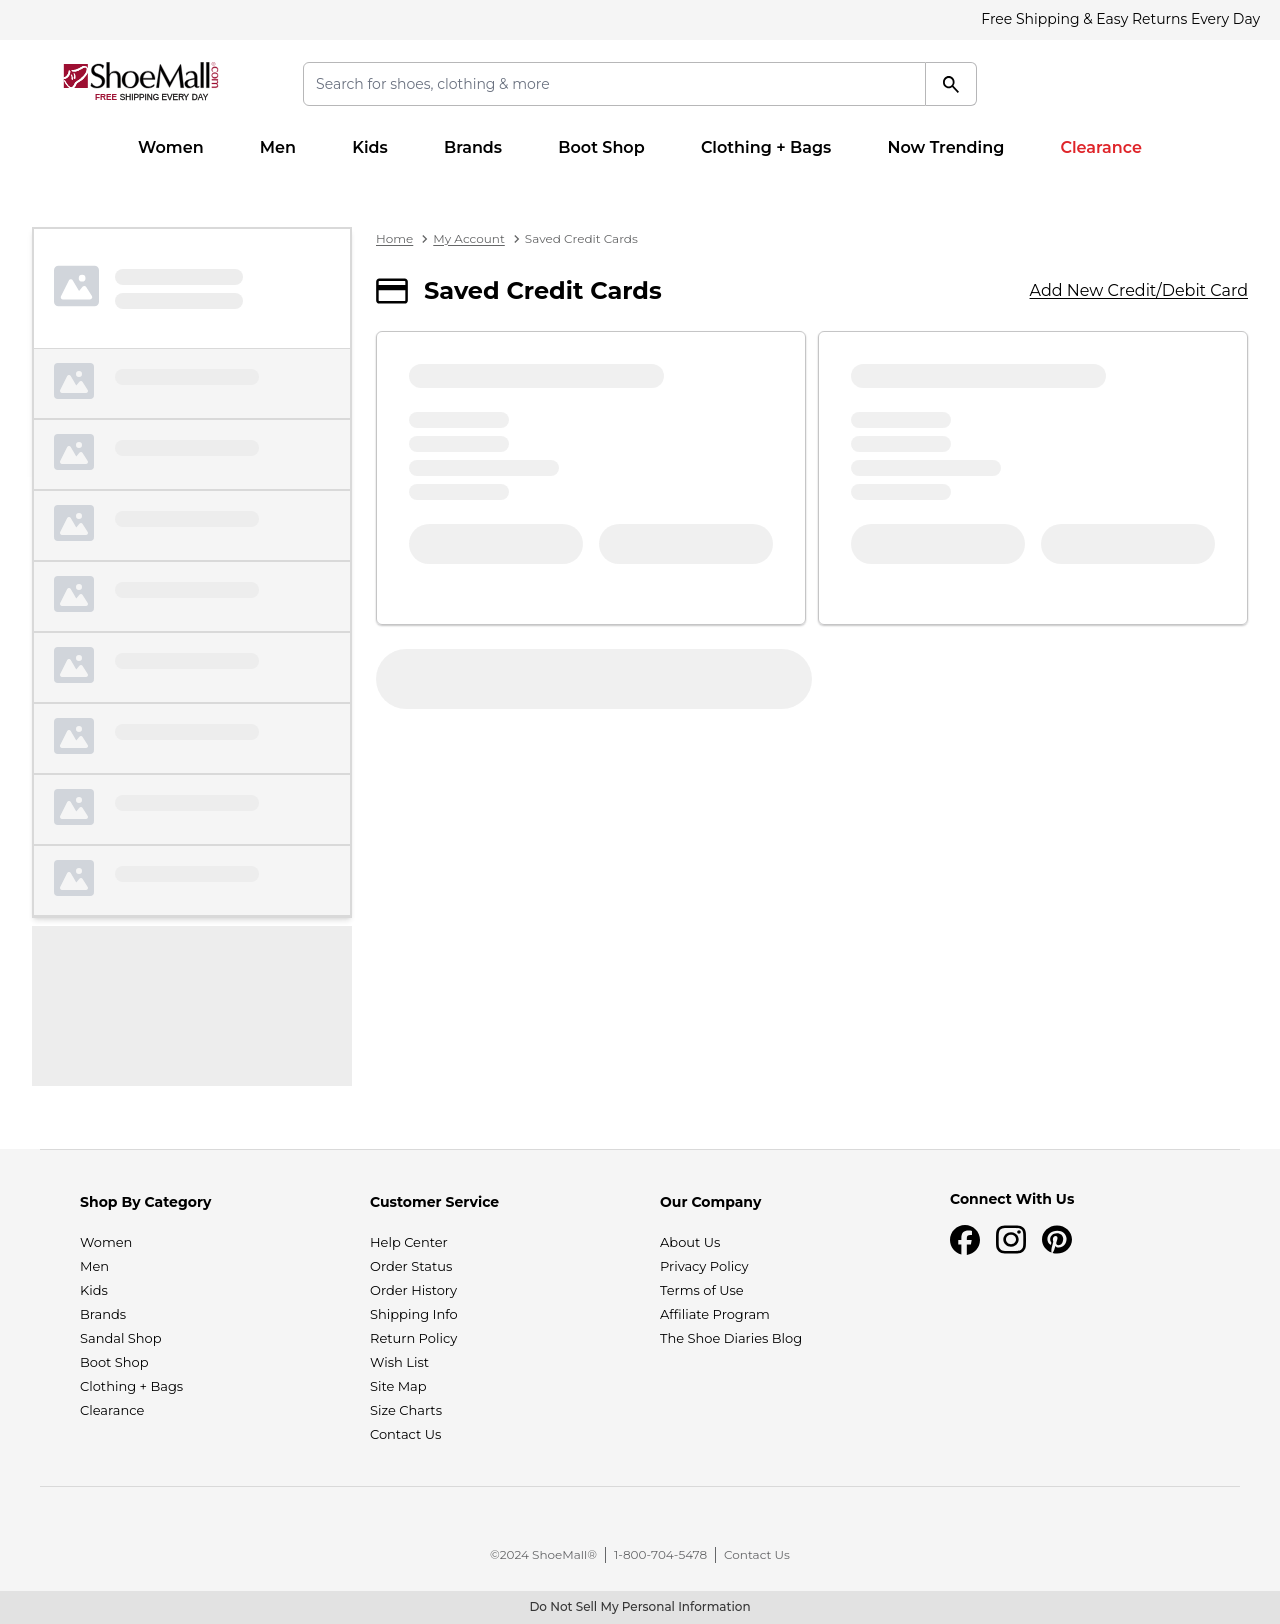 Free Shipping & Easy Returns Every Day
ShoeMall.com
FREE SHIPPING EVERY DAY
Search for shoes, clothing & more
Women
Men
Kids
Brands
Boot Shop
Clothing + Bags
Now Trending
Clearance
Home
My Account
Saved Credit Cards
Saved Credit Cards
Add New Credit/Debit Card
Shop By Category
Women
Men
Kids
Brands
Sandal Shop
Boot Shop
Clothing + Bags
Clearance
Customer Service
Help Center
Order Status
Order History
Shipping Info
Return Policy
Wish List
Site Map
Size Charts
Contact Us
Our Company
About Us
Privacy Policy
Terms of Use
Affiliate Program
The Shoe Diaries Blog
Connect With Us
©2024 ShoeMall®
1-800-704-5478
Contact Us
Do Not Sell My Personal Information